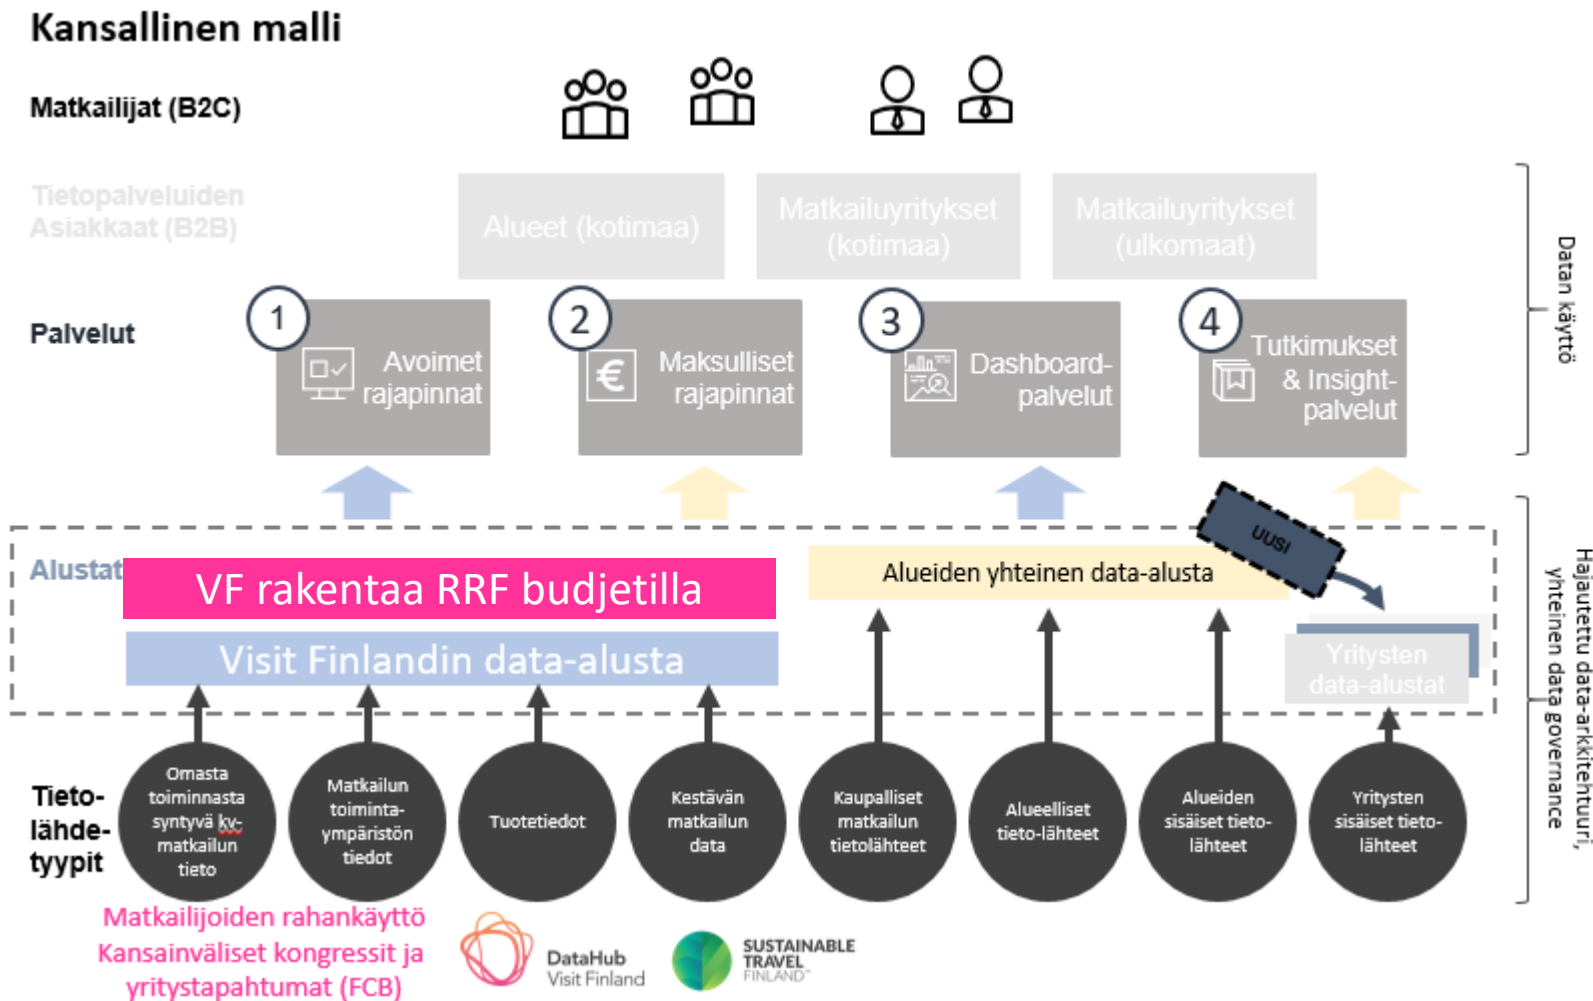 Kansallinen malli
Matkailijat (B2C)
Tietopalveluiden
Asiakkaat (B2B)
Alueet (kotimaa)
Matkailuyritykset
(kotimaa)
Matkailuyritykset
(ulkomaat)
Palvelut
1
Avoimet
rajapinnat
2
€
Maksulliset
rajapinnat
3
Dashboard-
palvelut
4
Tutkimukset
& Insight-
palvelut
Datan käyttö
Alustat
VF rakentaa RRF budjetilla
Visit Finlandin data-alusta
Alueiden yhteinen data-alusta
UUSI
Yritysten
data-alustat
Hajautettu data-arkkitehtuuri,
yhteinen data governance
Tieto-
lähde-
tyypit
Omasta
toiminnasta
syntyvä kv-
matkailun
tieto
Matkailun
toiminta-
ympäristön
tiedot
Tuotetiedot
Kestävän
matkailun
data
Kaupalliset
matkailun
tietolähteet
Alueelliset
tieto-lähteet
Alueiden
sisäiset tieto-
lähteet
Yritysten
sisäiset tieto-
lähteet
Matkailijoiden rahankäyttö
Kansainväliset kongressit ja
yritystapahtumat (FCB)
DataHub
Visit Finland
SUSTAINABLE
TRAVEL
FINLAND™